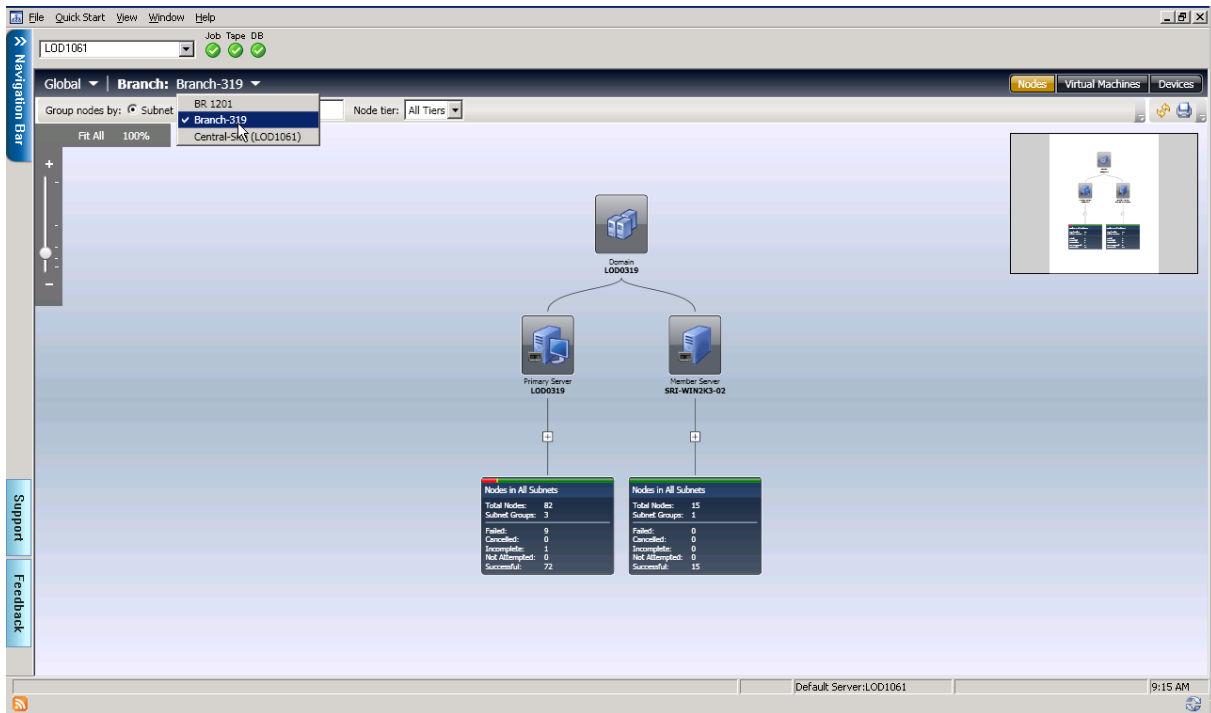 File Quick Start View Window Help
Navigation Bar
LOD1061
Job Tape DB
Global Branch: Branch-319
Nodes Virtual Machines Devices
Group nodes by: Subnet Node tier: All Tiers
BR 1201
Branch-319
(LOD1061)
Fit All 100%
Domain
LOD0319
Primary Server
LOD0319
Member Server
SRI-WIN2K3-02
Nodes in All Subnets
Total Nodes: 82
Subnet Groups: 3
Failed: 9
Cancelled: 0
Incomplete: 1
Not Attempted: 0
Successful: 72
Nodes in All Subnets
Total Nodes: 15
Subnet Groups: 1
Failed: 0
Cancelled: 0
Incomplete: 0
Not Attempted: 0
Successful: 15
Support
Feedback
Default Server:LOD1061
9:15 AM